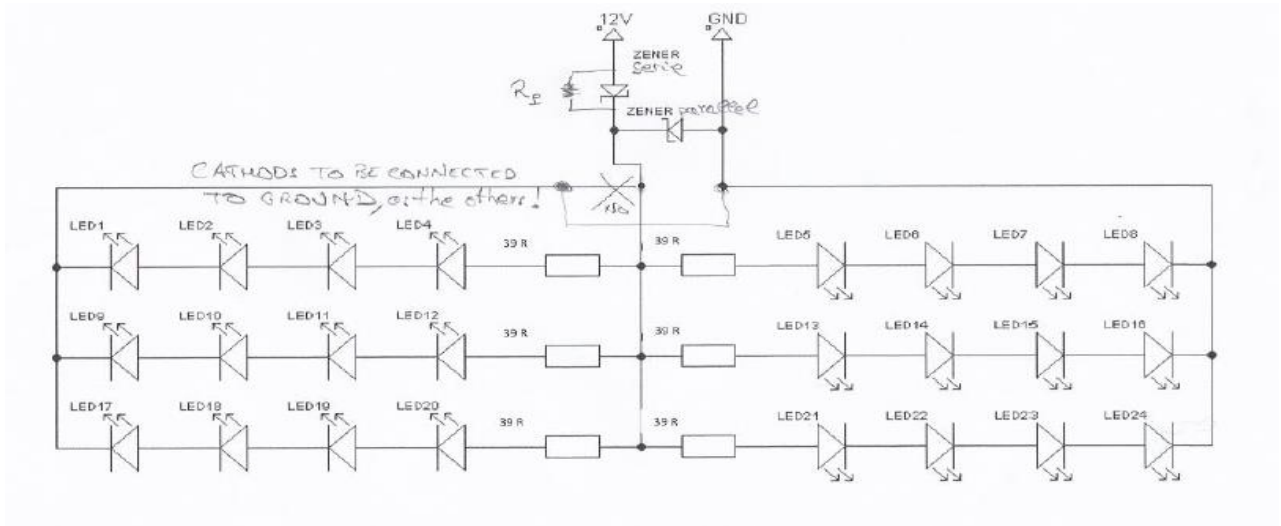 12V
GND
ZENER
serie
Rs
ZENER parallel
CATHODS TO BE CONNECTED
TO GROUND, as the others!
LED1
LED2
LED3
LED4
39 R
39 R
LED5
LED6
LED7
LED8
LED9
LED10
LED11
LED12
39 R
39 R
LED13
LED14
LED15
LED16
LED17
LED18
LED19
LED20
39 R
39 R
LED21
LED22
LED23
LED24